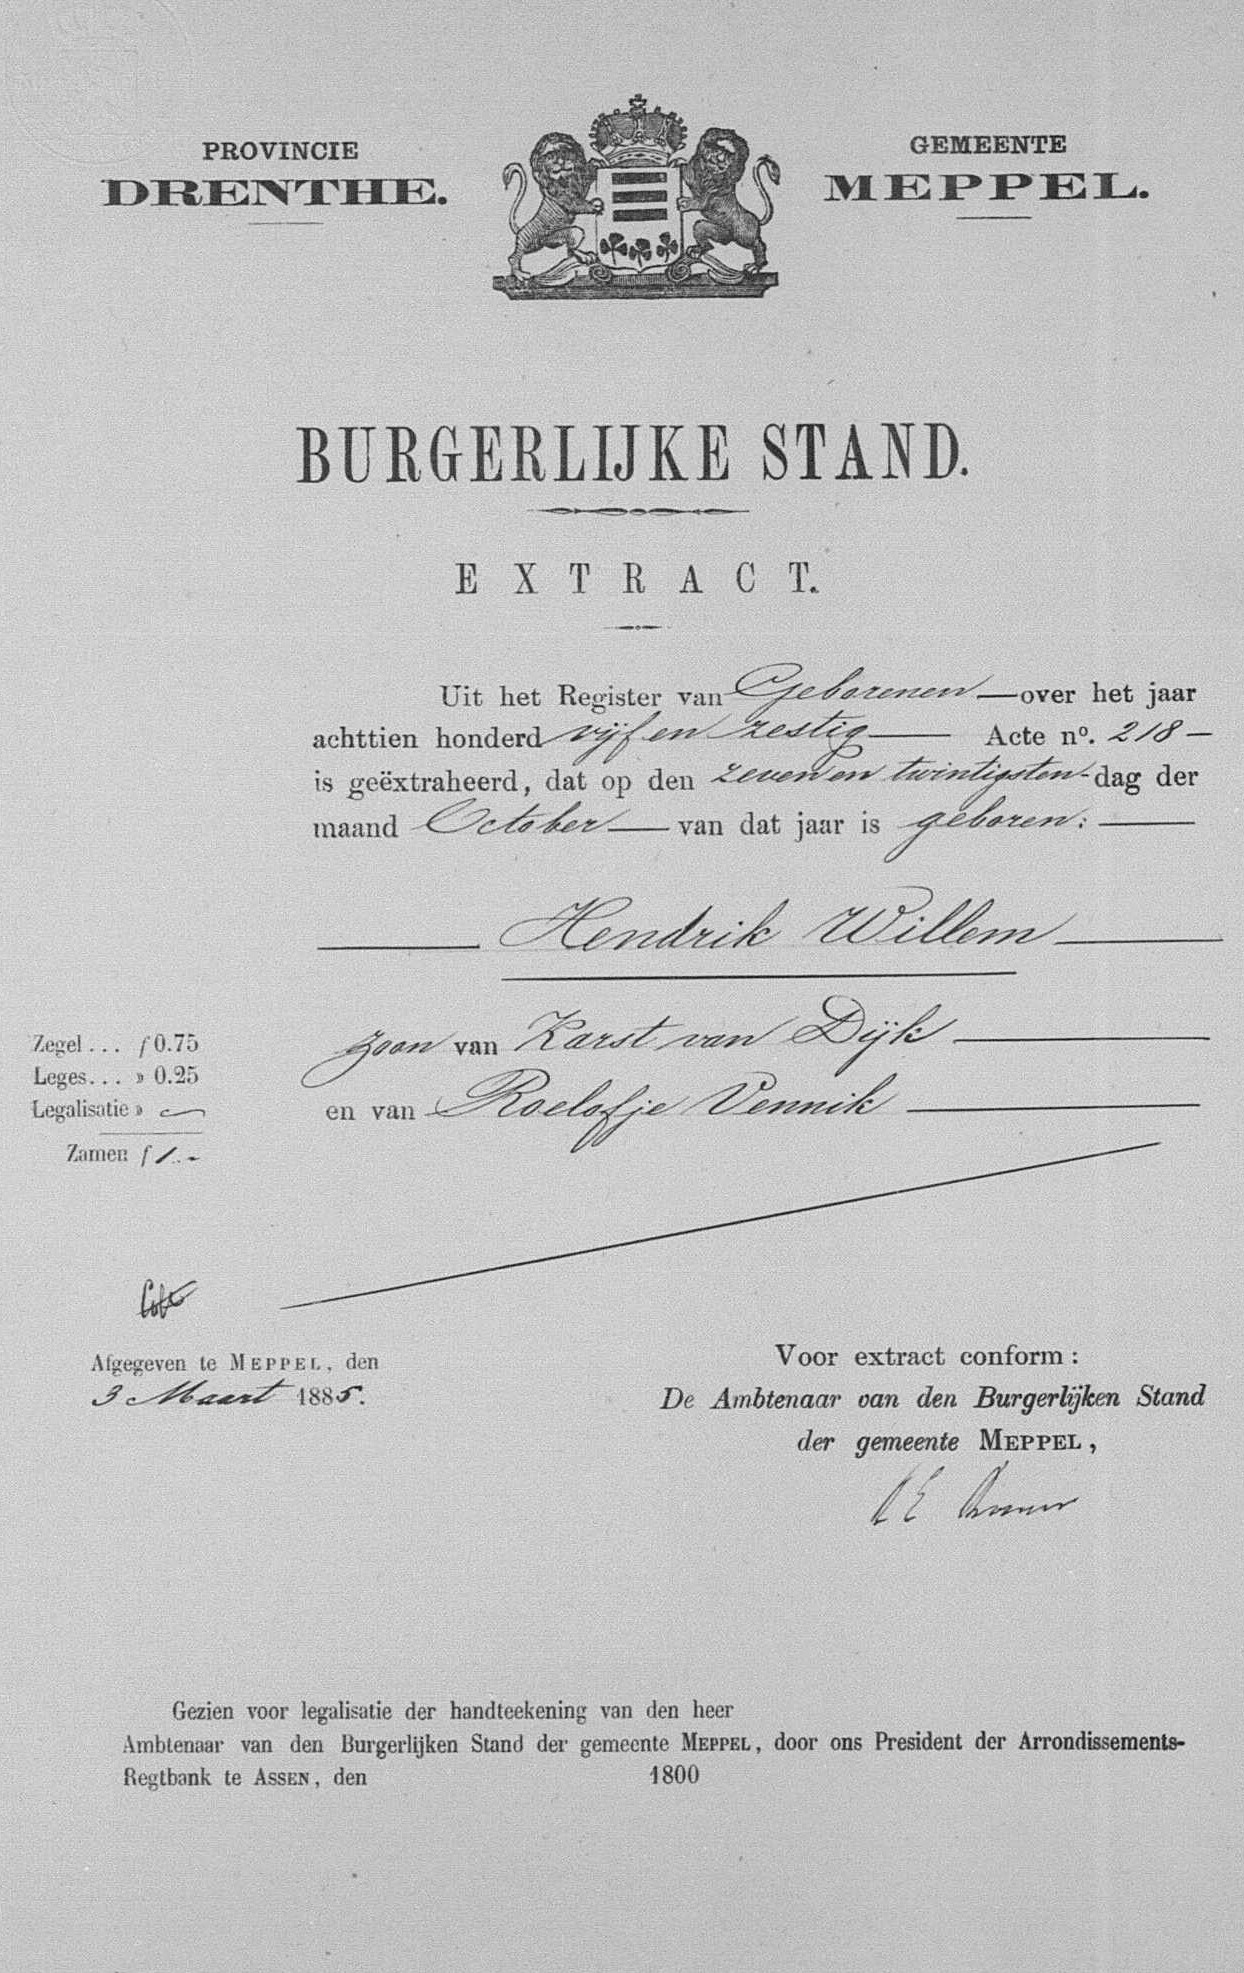 PROVINCIE
DRENTHE.
GEMEENTE
MEPPEL.
BURGERLIJKE STAND.
EXTRACT.
Uit het Register van Geborenen over het jaar
achttien honderd vijf en zestig Acte no. 218
is geëxtraheerd, dat op den zeven en twintigsten dag der
maand October van dat jaar is geboren:
Hendrik Willem
zoon van Karst van Dijk
en van Roelofje Vennik
Zegel... f 0.75
Leges... » 0.25
Legalisatie »
Zamen f 1.-
Afgegeven te MEPPEL, den
3 Maart 1885.
Voor extract conform:
De Ambtenaar van den Burgerlijken Stand
der gemeente MEPPEL,
Gezien voor legalisatie der handteekening van den heer
Ambtenaar van den Burgerlijken Stand der gemeente MEPPEL, door ons President der Arrondissements-
Regtbank te ASSEN, den 1800